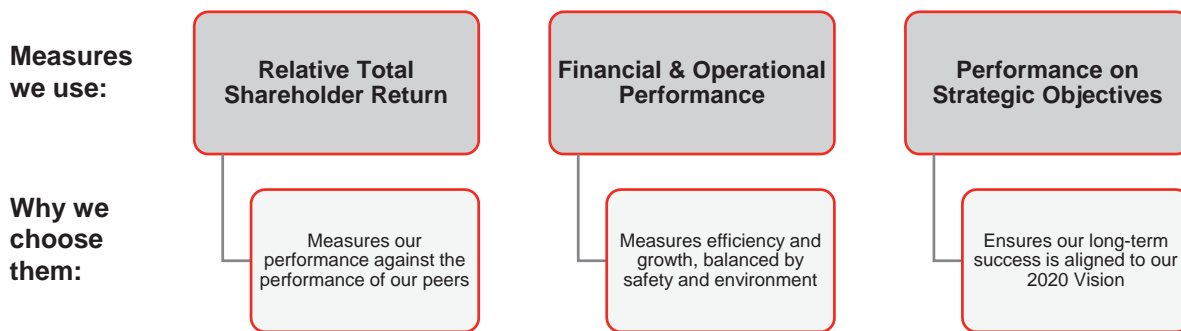 Measures
we use:
Relative Total
Shareholder Return
Financial & Operational
Performance
Performance on
Strategic Objectives
Why we
choose
them:
Measures our
performance against the
performance of our peers
Measures efficiency and
growth, balanced by
safety and environment
Ensures our long-term
success is aligned to our
2020 Vision